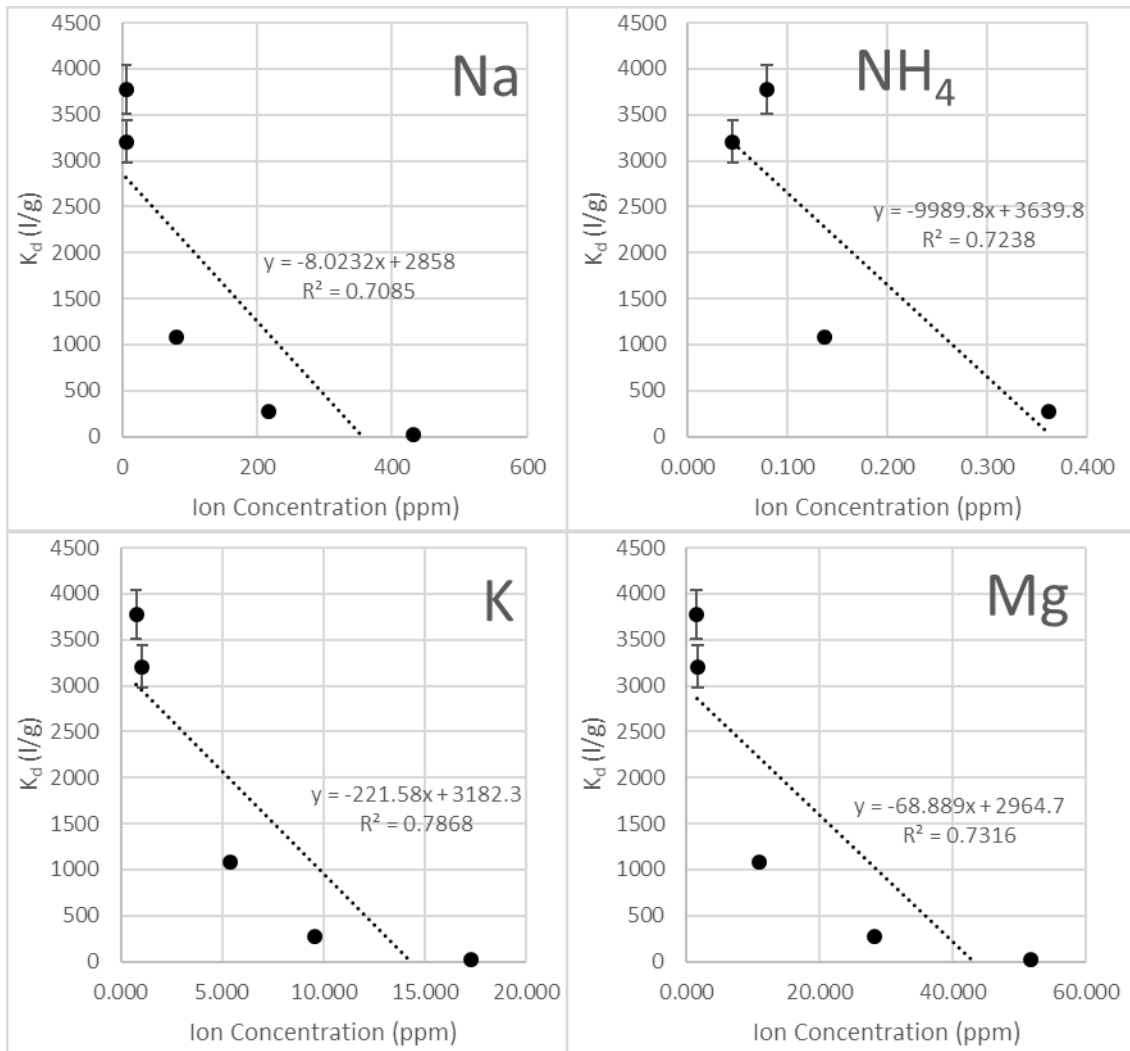 4500
4000
3500
3000
2500
2000
1500
1000
500
0
K_d (l/g)
Na
y = -8.0232x + 2858
R² = 0.7085
0 200 400 600
Ion Concentration (ppm)
4500
4000
3500
3000
2500
2000
1500
1000
500
0
K_d (l/g)
NH₄
y = -9989.8x + 3639.8
R² = 0.7238
0.000 0.100 0.200 0.300 0.400
Ion Concentration (ppm)
4500
4000
3500
3000
2500
2000
1500
1000
500
0
K_d (l/g)
K
y = -221.58x + 3182.3
R² = 0.7868
0.000 5.000 10.000 15.000 20.000
Ion Concentration (ppm)
4500
4000
3500
3000
2500
2000
1500
1000
500
0
K_d (l/g)
Mg
y = -68.889x + 2964.7
R² = 0.7316
0.000 20.000 40.000 60.000
Ion Concentration (ppm)